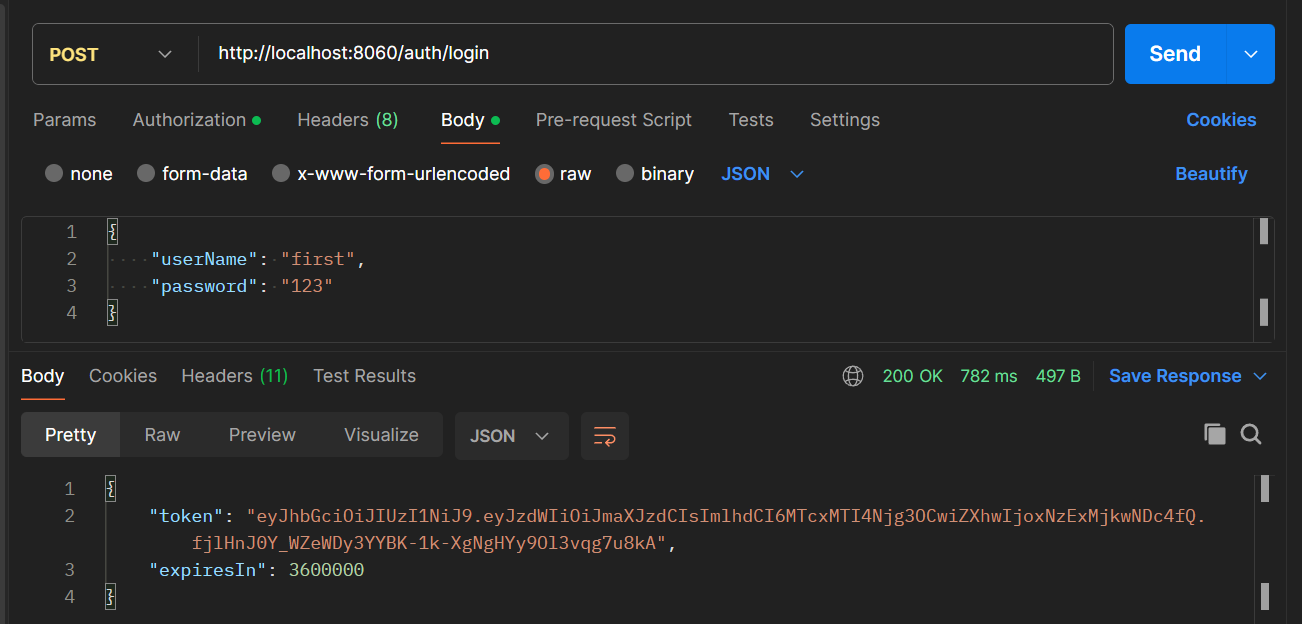 POST http://localhost:8060/auth/login Send
Params Authorization Headers (8) Body Pre-request Script Tests Settings Cookies
none form-data x-www-form-urlencoded raw binary JSON Beautify
1 {
2 "userName": "first",
3 "password": "123"
4 }
Body Cookies Headers (11) Test Results 200 OK 782 ms 497 B Save Response
Pretty Raw Preview Visualize JSON
1 {
2 "token": "eyJhbGciOiJIUzI1NiJ9.eyJzdWIiOiJmaXJzdCIsImlhdCI6MTcxMTI4Njg3OCwiZXhwIjoxNzExMjkwNDc4fQ.
fjlHnJ0Y_WZeWDy3YYBK-1k-XgNgHYy9Ol3vqg7u8kA",
3 "expiresIn": 3600000
4 }